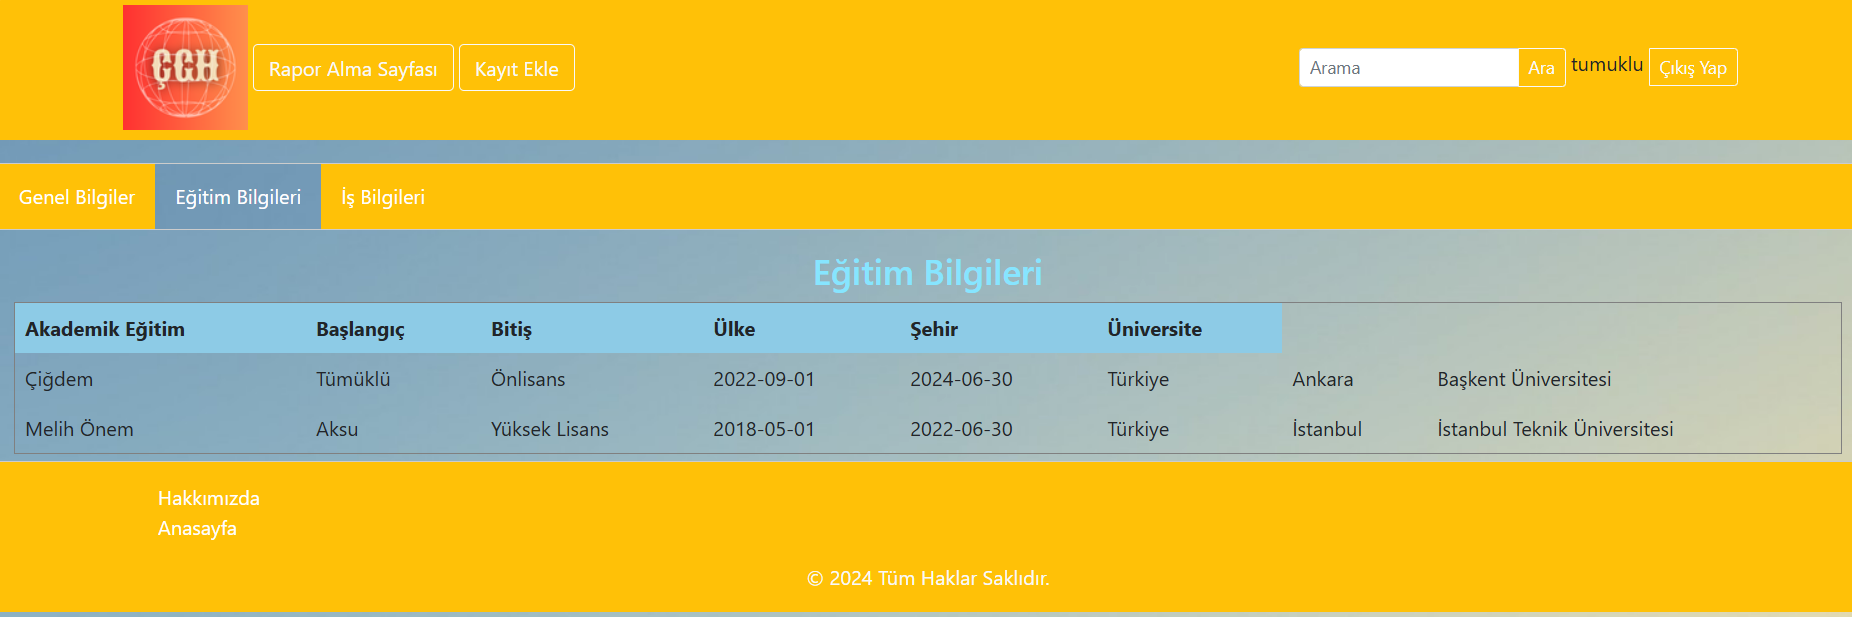 ÇGH
Rapor Alma Sayfası Kayıt Ekle Arama Ara tumuklu Çıkış Yap
Genel Bilgiler Eğitim Bilgileri İş Bilgileri
Eğitim Bilgileri
Akademik Eğitim Başlangıç Bitiş Ülke Şehir Üniversite
Çiğdem Tümüklü Önlisans 2022-09-01 2024-06-30 Türkiye Ankara Başkent Üniversitesi
Melih Önem Aksu Yüksek Lisans 2018-05-01 2022-06-30 Türkiye İstanbul İstanbul Teknik Üniversitesi
Hakkımızda
Anasayfa
© 2024 Tüm Haklar Saklıdır.